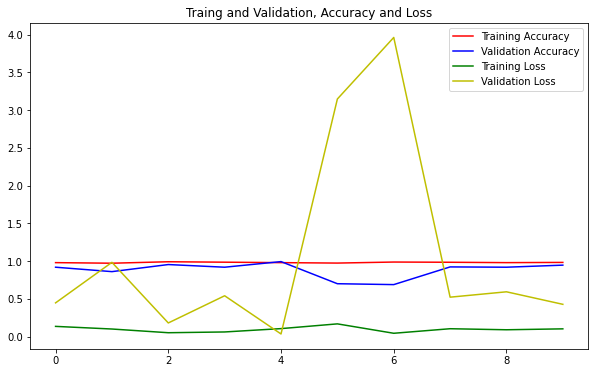 Traing and Validation, Accuracy and Loss
Training Accuracy
Validation Accuracy
Training Loss
Validation Loss
4.0
3.5
3.0
2.5
2.0
1.5
1.0
0.5
0.0
0 2 4 6 8